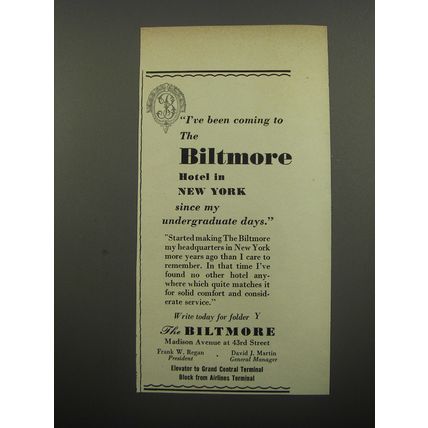 "I've been coming to
The
Biltmore
Hotel in
NEW YORK
since my
undergraduate days."
"Started making The Biltmore
my headquarters in New York
more years ago than I care to
remember. In that time I've
found no other hotel any-
where which quite matches it
for solid comfort and consid-
erate service."
Write today for folder Y
The BILTMORE
Madison Avenue at 43rd Street
Frank W. Regan · David J. Martin
President General Manager
Elevator to Grand Central Terminal
Block from Airlines Terminal